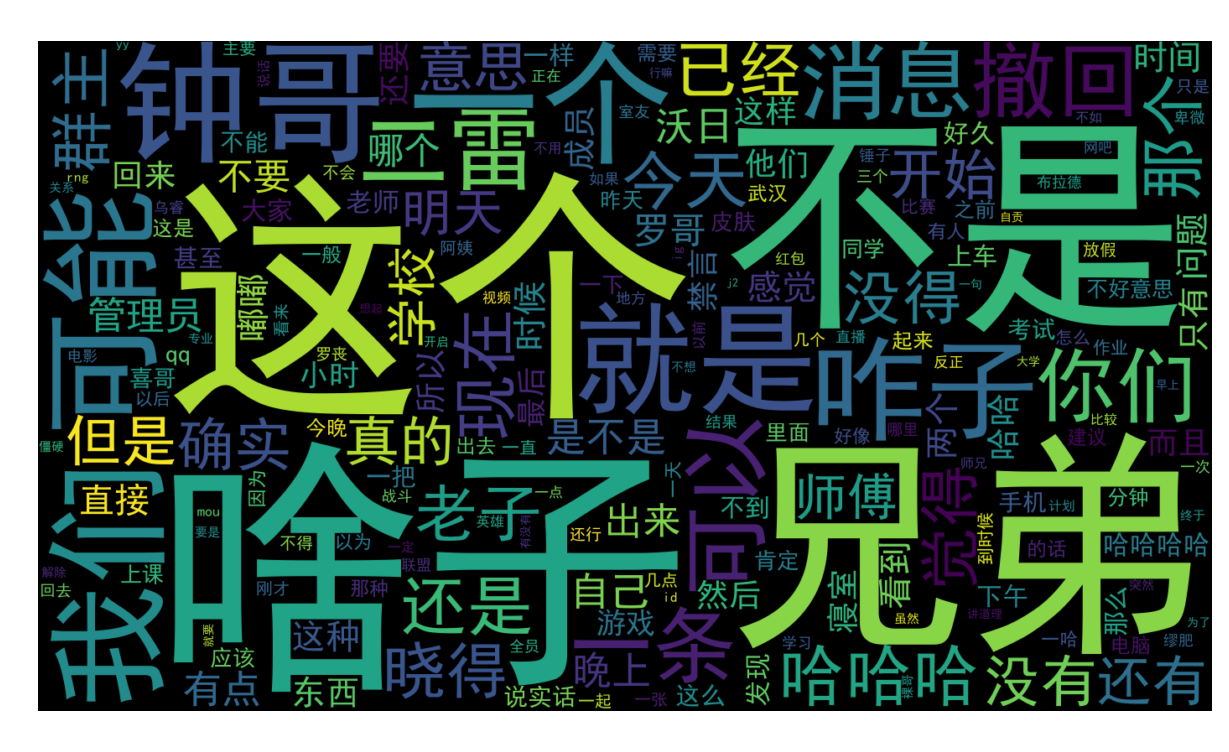 yy
主要
说话
还要
意思
一样
正在
需要
行嘛
已经
消息
撤回
时间
只是
卑微
群主
钟哥
一个
不能
不要
哪个
一雷
成员
室友
沃日
这样
不用
不是
不如
网吧
那个
rng
回来
关系
乌睿
这是
大家
不会
老师
明天
如果
昨天
今天
他们
武汉
锤子
三个
好久
开始
比赛
之前
布拉德
自贡
可能
这个
甚至
一般
阿姨
学校
罗哥
皮肤
ig
红包
同学
有人
上车
放假
只有
问题
管理员
嘟嘟
看来
想起
视频
时候
一下
地方
禁言
感觉
j2
没得
一句
不好意思
电影
专业
qq
喜哥
以后
罗丧
小时
开启
所以
现在
最后
就是
以前
不想
几个
直播
起来
反正
咋子
考试
怎么
大学
作业
你们
早上
僵硬
但是
确实
今晚
真的
出去
一直
是不是
结果
里面
好像
哪里
两个
哈哈
建议
比较
而且
一次
我们
直接
mou
要是
因为
啥子
一把
战斗
老子
英雄
一点
有没有
还行
出来
一天
可以
不到
师傅
兄弟
师兄
觉得
手机
计划
分钟
终于
解除
回去
上课
不得
以为
刚才
那种
一定
联盟
还是
自己
几点
id
一条
然后
肯定
寝室
看到
虽然
到时候
讲道理
下午
的话
那么
哈哈哈哈
突然
为了
就要
应该
这种
全员
游戏
晚上
学习
一哈
电脑
缪肥
有点
东西
晓得
说实话
一起
一张
这么
发现
哈哈哈
裸哥
没有
还有